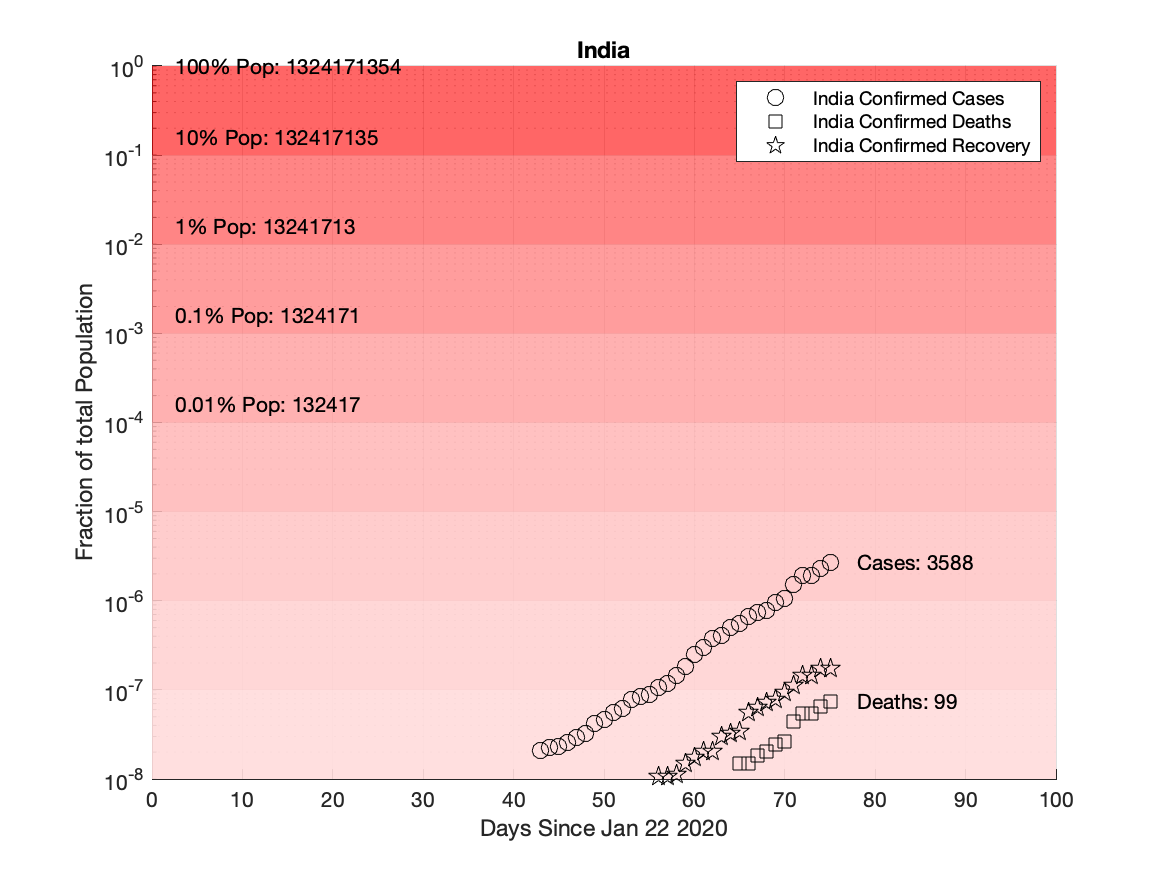 India
100% Pop: 1324171354
10% Pop: 132417135
1% Pop: 13241713
0.1% Pop: 1324171
0.01% Pop: 132417
India Confirmed Cases
India Confirmed Deaths
India Confirmed Recovery
Cases: 3588
Deaths: 99
Fraction of total Population
10^0
10^-1
10^-2
10^-3
10^-4
10^-5
10^-6
10^-7
10^-8
0 10 20 30 40 50 60 70 80 90 100
Days Since Jan 22 2020